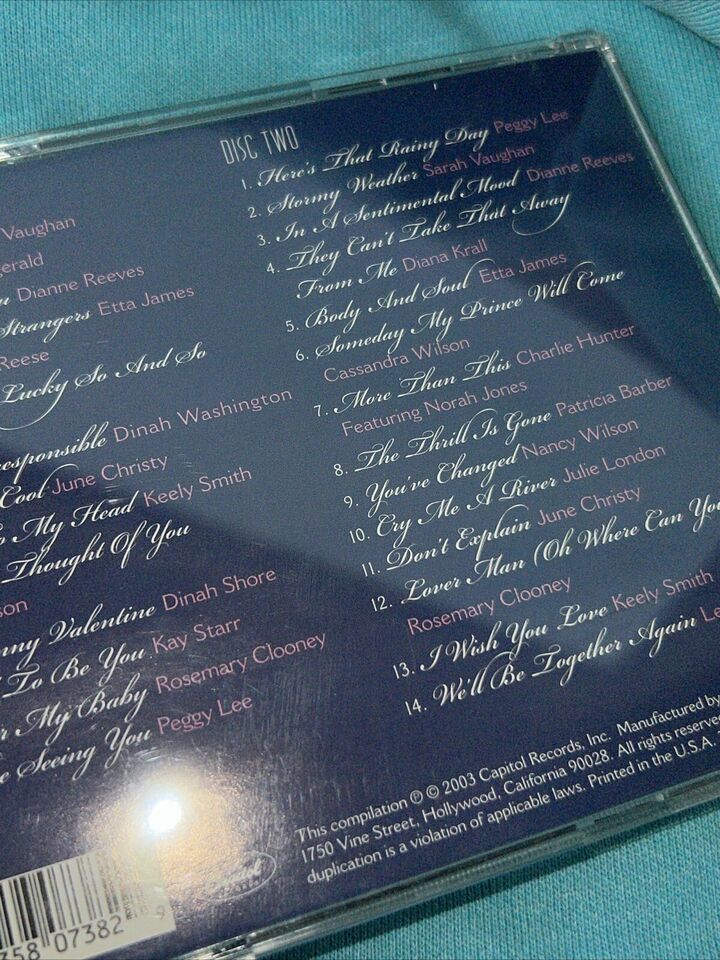 Vaughan
Dianne Reeves
Strangers Etta James
Reese
Lucky So And So
Dinah Washington
Cool June Christy
My Head Keely Smith
Thought Of You
Valentine Dinah Shore
To Be You Kay Starr
My Baby Rosemary Clooney
Seeing You Peggy Lee
DISC TWO
1. Here's That Rainy Day Peggy Lee
2. Stormy Weather Sarah Vaughan
3. In A Sentimental Mood Dianne Reeves
4. They Can't Take That Away
From Me Diana Krall
5. Body And Soul Etta James
6. Someday My Prince Will Come
Cassandra Wilson
7. More Than This Charlie Hunter
Featuring Norah Jones
8. The Thrill Is Gone Patricia Barber
9. You've Changed Nancy Wilson
10. Cry Me A River Julie London
11. Don't Explain June Christy
12. Lover Man (Oh Where Can You
Rosemary Clooney
13. I Wish You Love Keely Smith
14. We'll Be Together Again
This compilation ℗ © 2003 Capitol Records, Inc. Manufactured by
1750 Vine Street, Hollywood, California 90028. All rights reserved
duplication is a violation of applicable laws. Printed in the U.S.A.
07382 9